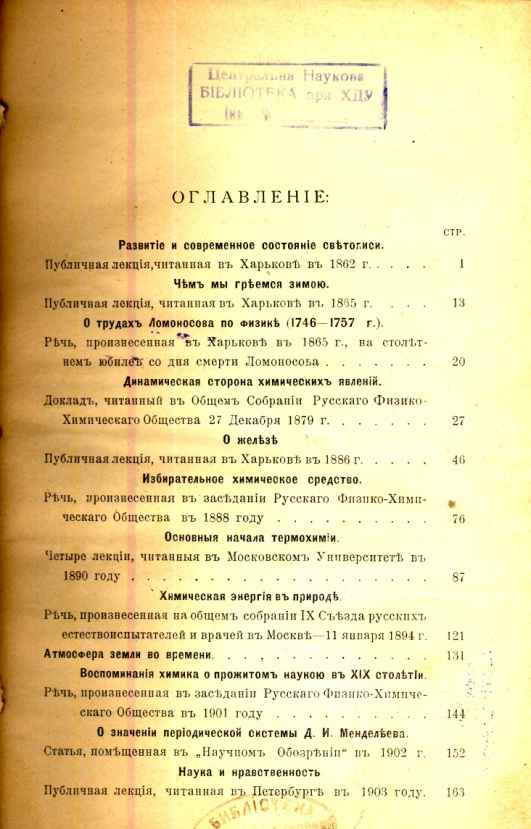 Центральна Наукова
БІБЛІОТЕКА при ХДУ
Інв. №
ОГЛАВЛЕНІЕ:
СТР.
Развитіе и современное состояніе свѣтописи.
Публичная лекція, читанная въ Харьковѣ въ 1862 г. . . . . 1
Чѣмъ мы грѣемся зимою.
Публичная лекція, читанная въ Харьковѣ въ 1865 г. . . . . 13
О трудахъ Ломоносова по физикѣ (1746—1757 г.).
Рѣчь, произнесенная въ Харьковѣ въ 1865 г., на столѣт-
немъ юбилеѣ со дня смерти Ломоносова . . . . . . . 20
Динамическая сторона химическихъ явленій.
Докладъ, читанный въ Общемъ Собраніи Русскаго Физико-
Химическаго Общества 27 Декабря 1879 г. . . . . . . 27
О желѣзѣ
Публичная лекція, читанная въ Харьковѣ въ 1886 г. . . . . 46
Избирательное химическое средство.
Рѣчь, произнесенная въ засѣданіи Русскаго Физико-Хими-
ческаго Общества въ 1888 году . . . . . . . . . . . 76
Основныя начала термохиміи.
Четыре лекціи, читанныя въ Московскомъ Университетѣ въ
1890 году . . . . . . . . . . . . . . . . . . 87
Химическая энергія въ природѣ.
Рѣчь, произнесенная на общемъ собраніи IX Съѣзда русскихъ
естествоиспытателей и врачей въ Москвѣ—11 января 1894 г. 121
Атмосфера земли во времени. . . . . . . . . . . . . . 131
Воспоминанія химика о прожитомъ наукою въ XIX столѣтіи.
Рѣчь, произнесенная въ засѣданіи Русскаго Физико-Химиче-
скаго Общества въ 1901 году . . . . . . . . . . . 144
О значеніи періодической системы Д. И. Менделѣева.
Статья, помѣщенная въ „Научномъ Обозрѣніи“ въ 1902 г. 152
Наука и нравственность
Публичная лекція, читанная въ Петербургѣ въ 1903 году. 163
БИБЛІОТЕКА